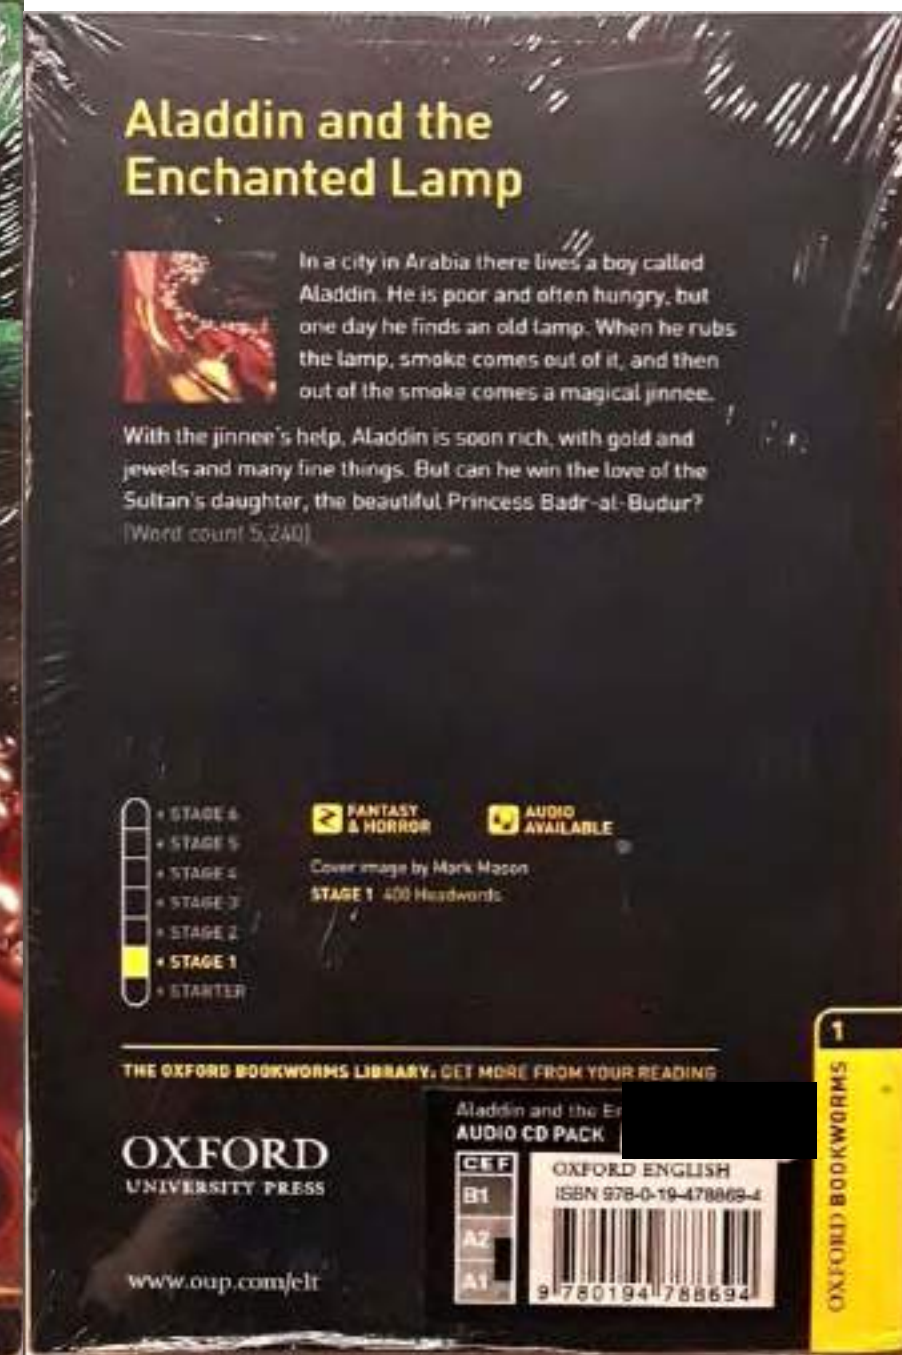 Aladdin and the
Enchanted Lamp
In a city in Arabia there lives a boy called
Aladdin. He is poor and often hungry, but
one day he finds an old lamp. When he rubs
the lamp, smoke comes out of it, and then
out of the smoke comes a magical jinnee.
With the jinnee's help, Aladdin is soon rich, with gold and
jewels and many fine things. But can he win the love of the
Sultan's daughter, the beautiful Princess Badr-al-Budur?
(Word count 5,240)
• STAGE 6
• STAGE 5
• STAGE 4
• STAGE 3
• STAGE 2
• STAGE 1
• STARTER
FANTASY
& HORROR
AUDIO
AVAILABLE
Cover image by Mark Mason
STAGE 1 400 Headwords
THE OXFORD BOOKWORMS LIBRARY: GET MORE FROM YOUR READING
OXFORD
UNIVERSITY PRESS
www.oup.com/elt
Aladdin and the
AUDIO CD PACK
CEF
B1
A2
A1
OXFORD ENGLISH
ISBN 978-0-19-478869-4
9 780194 788694
1
OXFORD BOOKWORMS